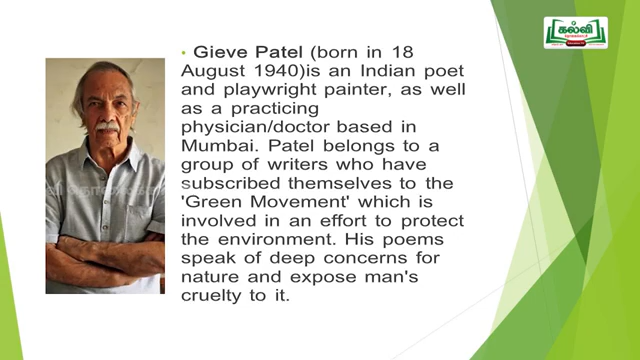 கல்வி
Gieve Patel (born in 18
August 1940)is an Indian poet
and playwright painter, as well
as a practicing
physician/doctor based in
Mumbai. Patel belongs to a
group of writers who have
subscribed themselves to the
'Green Movement' which is
involved in an effort to protect
the environment. His poems
speak of deep concerns for
nature and expose man's
cruelty to it.